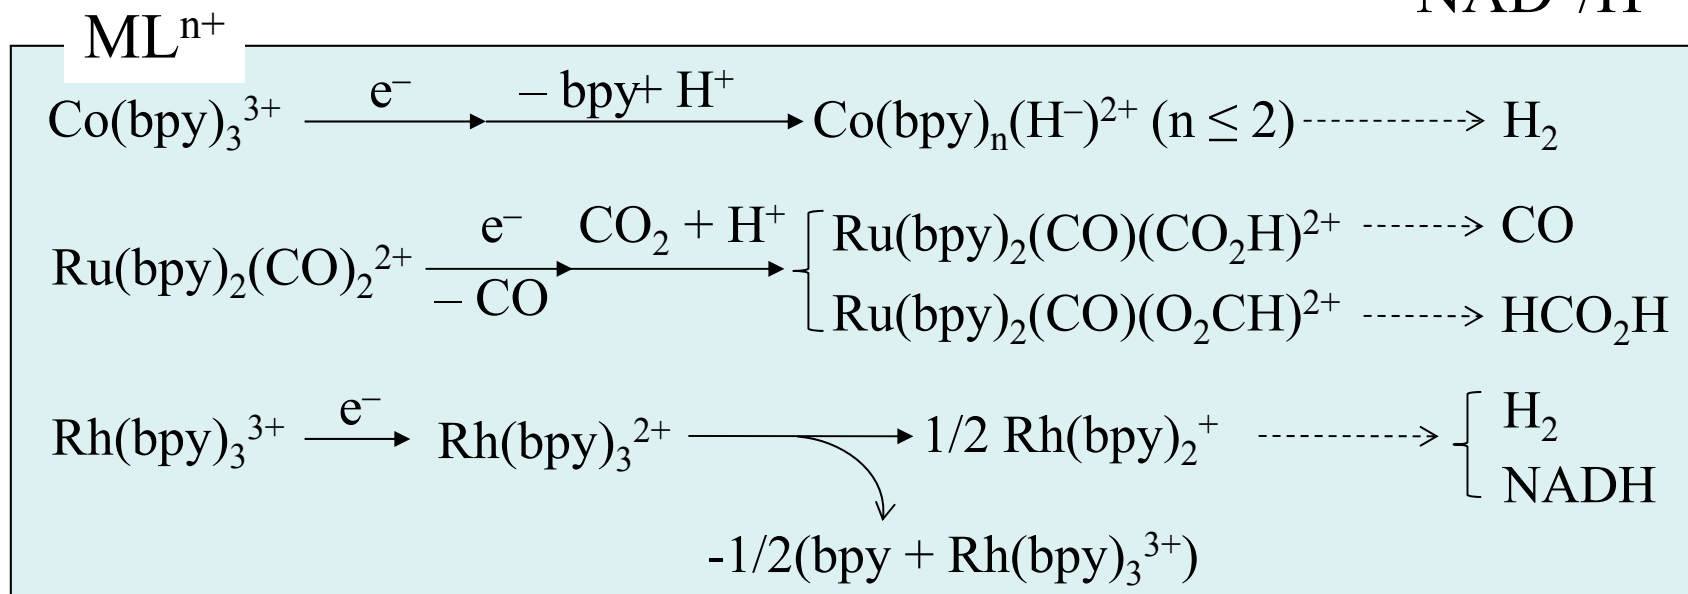 NAD⁺/H⁺
MLⁿ⁺
Co(bpy)₃³⁺ e⁻ – bpy + H⁺ Co(bpy)ₙ(H⁻)²⁺ (n ≤ 2) H₂
Ru(bpy)₂(CO)₂²⁺ e⁻ – CO CO₂ + H⁺ Ru(bpy)₂(CO)(CO₂H)²⁺ CO
Ru(bpy)₂(CO)(O₂CH)²⁺ HCO₂H
Rh(bpy)₃³⁺ e⁻ Rh(bpy)₃²⁺ 1/2 Rh(bpy)₂⁺ H₂
NADH
-1/2(bpy + Rh(bpy)₃³⁺)